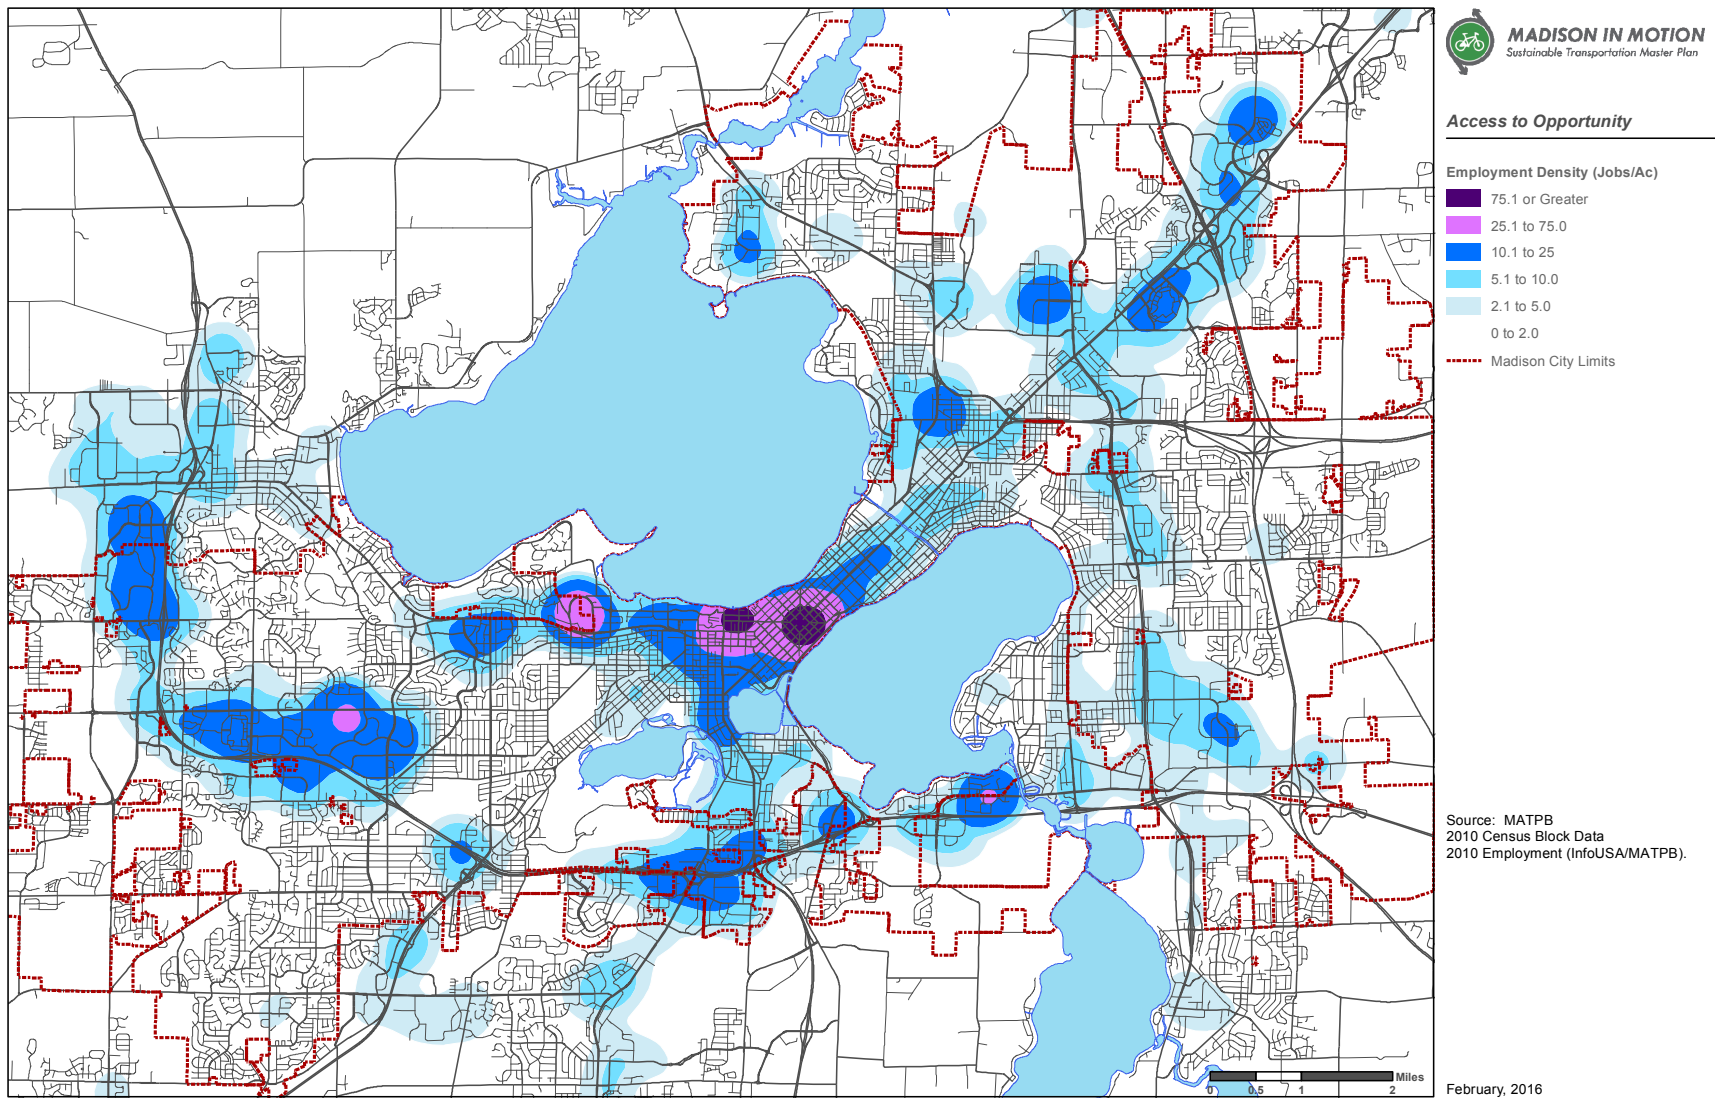 MADISON IN MOTION
Sustainable Transportation Master Plan
Access to Opportunity
Employment Density (Jobs/Ac)
75.1 or Greater
25.1 to 75.0
10.1 to 25
5.1 to 10.0
2.1 to 5.0
0 to 2.0
Madison City Limits
Source: MATPB
2010 Census Block Data
2010 Employment (InfoUSA/MATPB).
Miles
0 0.5 1 2
February, 2016